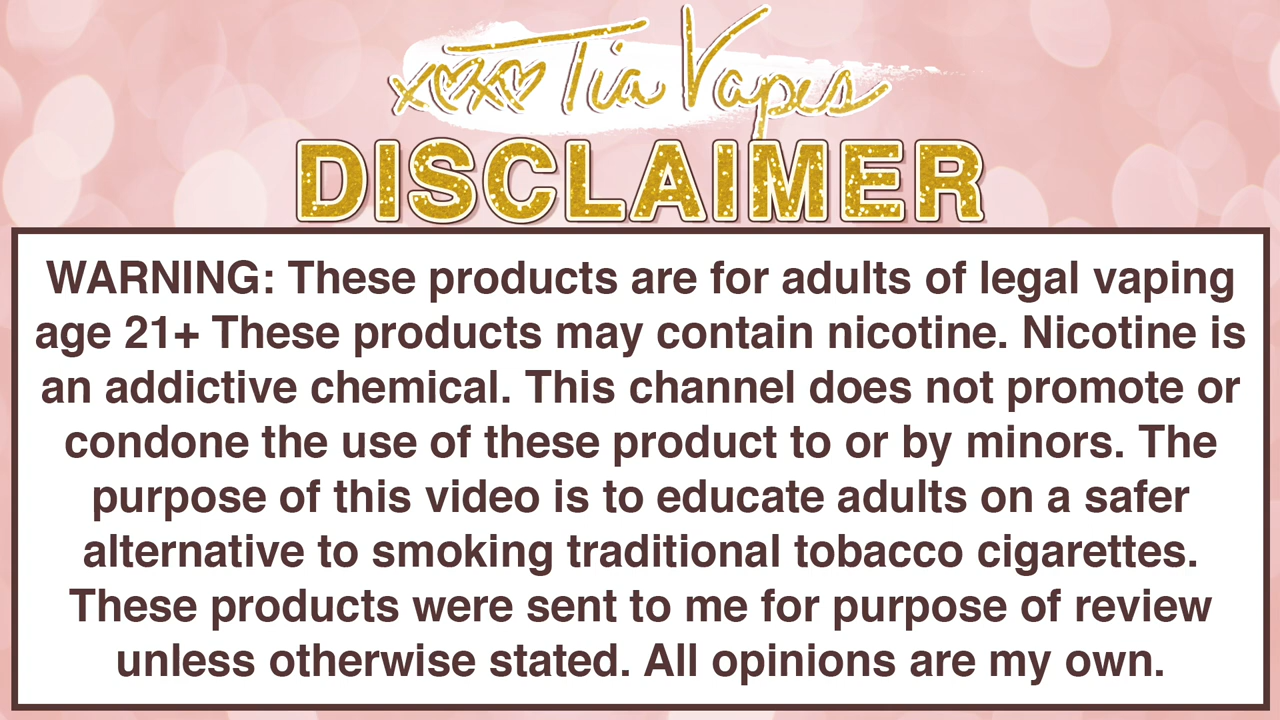 xoxo Tia Vapes
DISCLAIMER
WARNING: These products are for adults of legal vaping
age 21+ These products may contain nicotine. Nicotine is
an addictive chemical. This channel does not promote or
condone the use of these product to or by minors. The
purpose of this video is to educate adults on a safer
alternative to smoking traditional tobacco cigarettes.
These products were sent to me for purpose of review
unless otherwise stated. All opinions are my own.